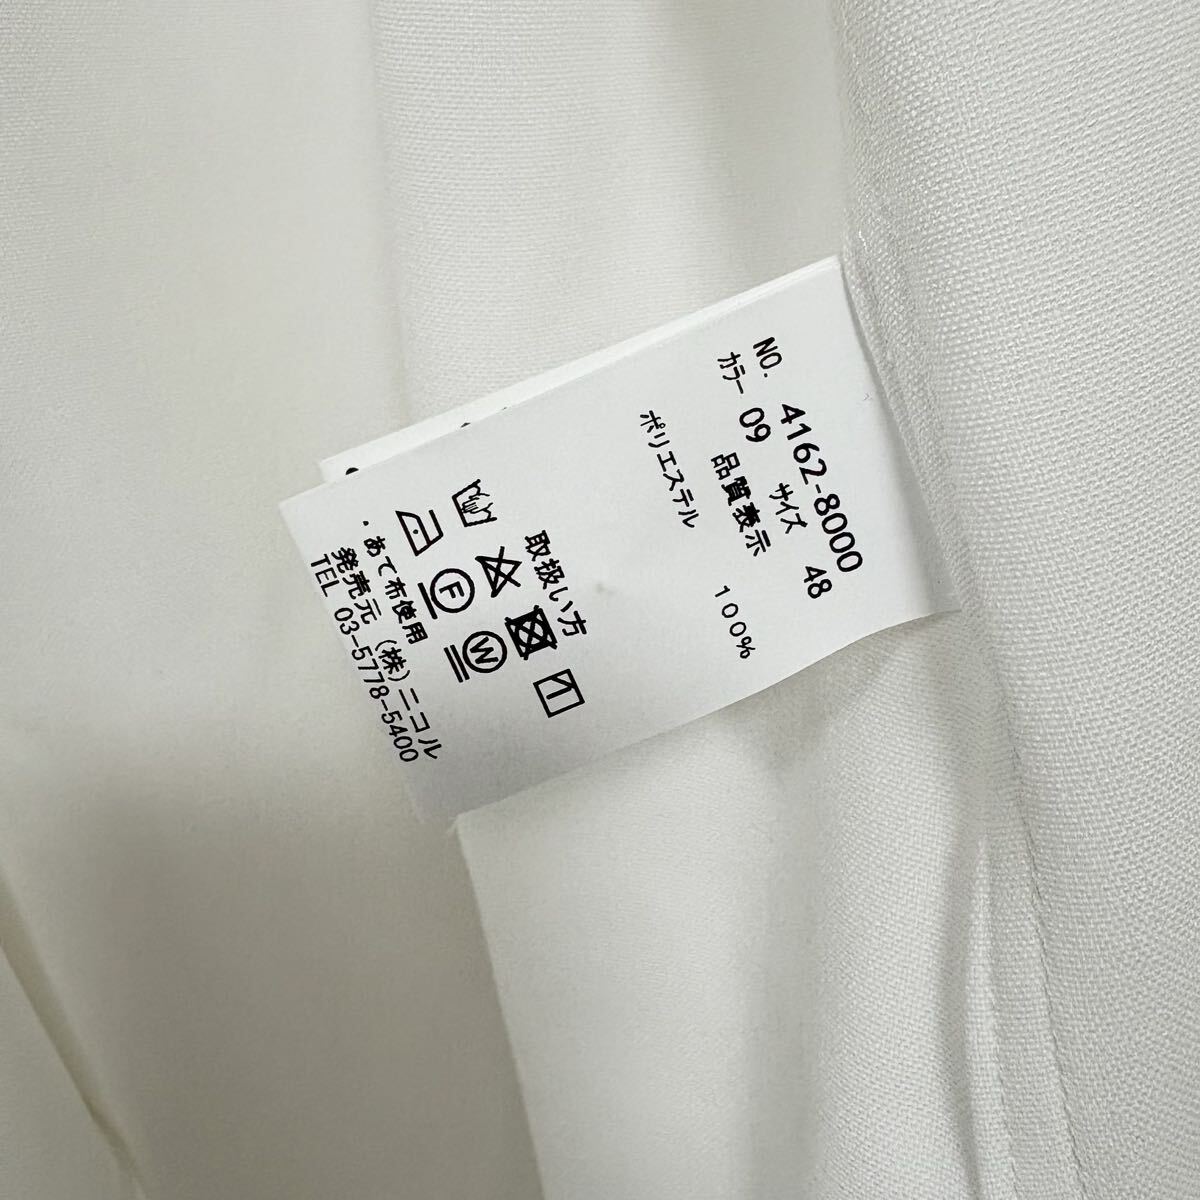 NO. 4162-8000
カラー 09 サイズ 48
品質表示
ポリエステル 100%
取扱い方
W
F
・あて布使用
発売元 (株)ニコル
TEL 03-5778-5400